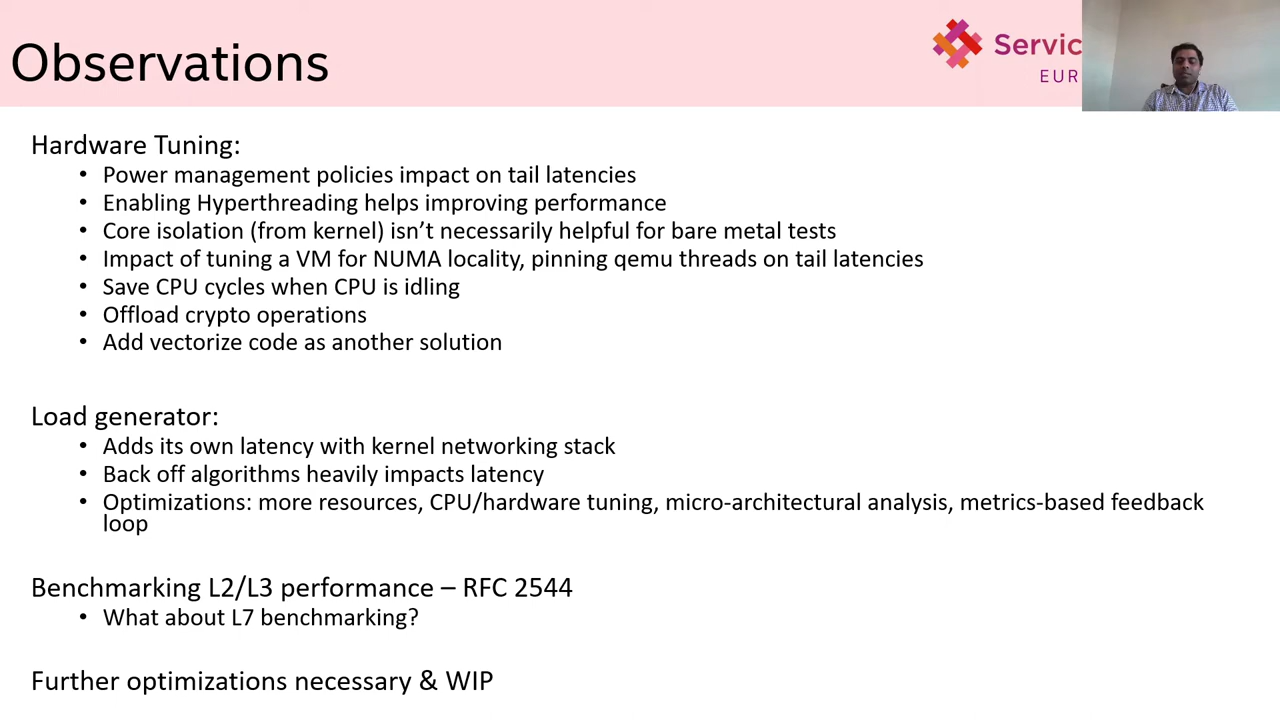 Observations
Servic
EUR
Hardware Tuning:
• Power management policies impact on tail latencies
• Enabling Hyperthreading helps improving performance
• Core isolation (from kernel) isn’t necessarily helpful for bare metal tests
• Impact of tuning a VM for NUMA locality, pinning qemu threads on tail latencies
• Save CPU cycles when CPU is idling
• Offload crypto operations
• Add vectorize code as another solution
Load generator:
• Adds its own latency with kernel networking stack
• Back off algorithms heavily impacts latency
• Optimizations: more resources, CPU/hardware tuning, micro-architectural analysis, metrics-based feedback
loop
Benchmarking L2/L3 performance – RFC 2544
• What about L7 benchmarking?
Further optimizations necessary & WIP